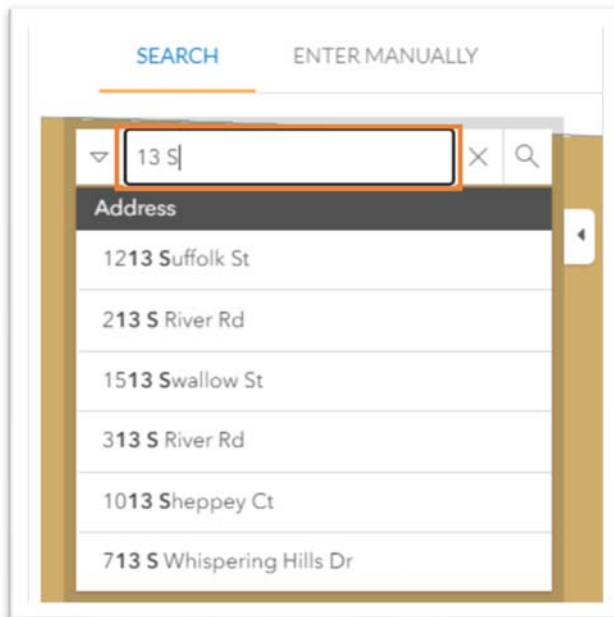 SEARCH ENTER MANUALLY
13 S
Address
1213 Suffolk St
213 S River Rd
1513 Swallow St
313 S River Rd
1013 Sheppey Ct
713 S Whispering Hills Dr